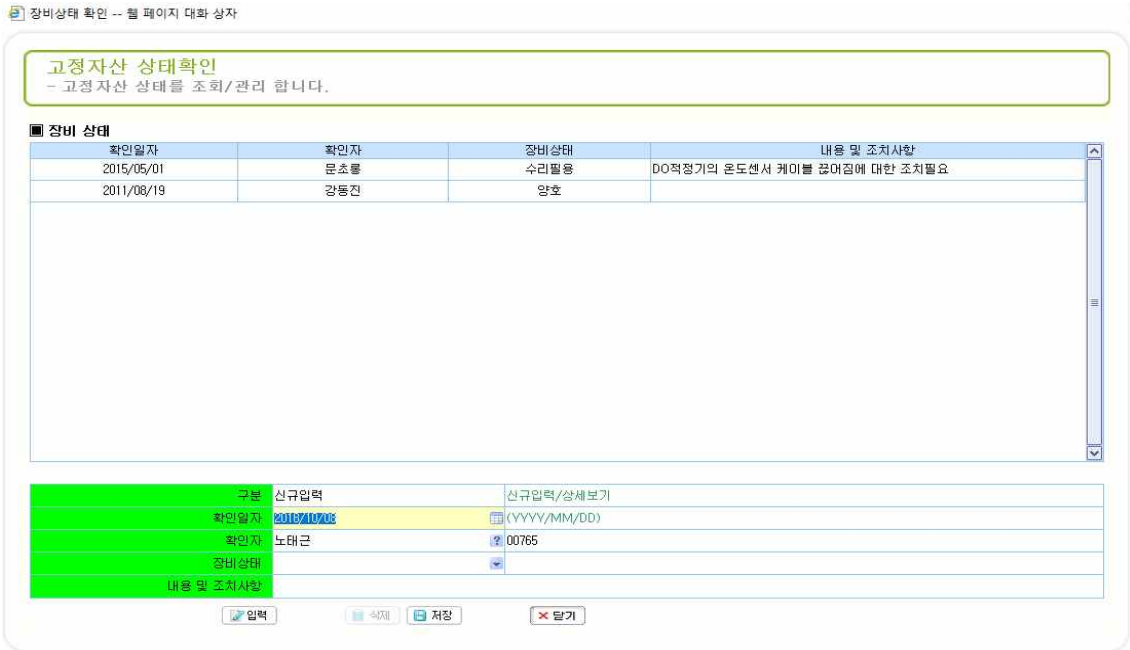 장비상태 확인 -- 웹 페이지 대화 상자
고정자산 상태확인
- 고정자산 상태를 조회/관리 합니다.
■ 장비 상태
확인일자 확인자 장비상태 내용 및 조치사항
2015/05/01 문초롱 수리필용 DO적정기의 온도센서 케이블 끊어짐에 대한 조치필요
2011/08/19 강동진 양호
구분 신규입력 신규입력/상세보기
확인일자 2018/10/08 (YYYY/MM/DD)
확인자 노태근 ? 00765
장비상태
내용 및 조치사항
입력 삭제 저장 닫기